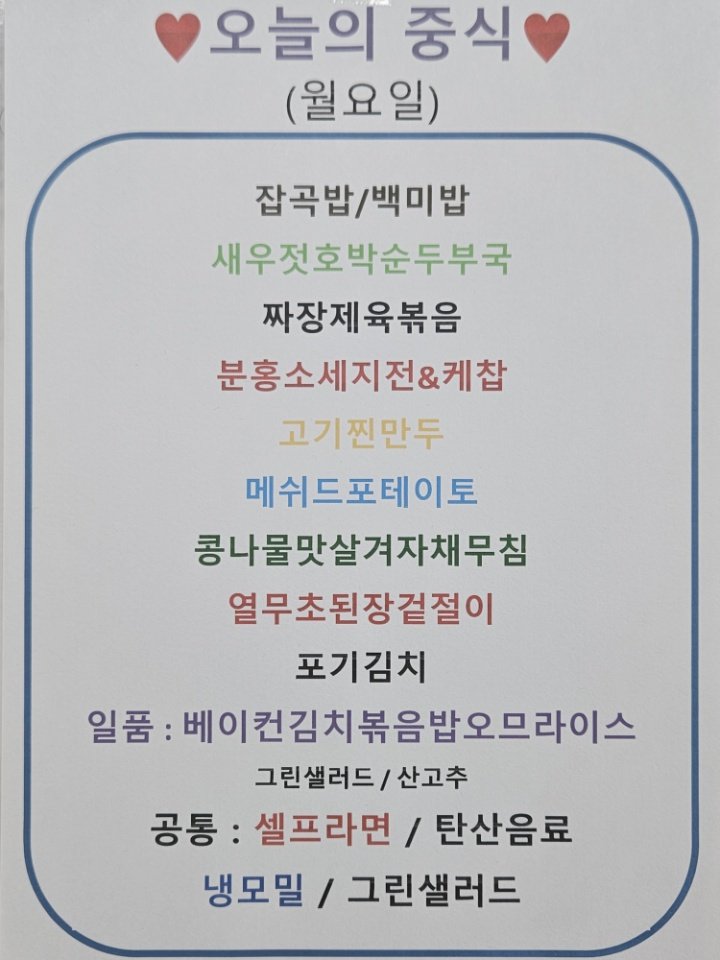 ♥오늘의 중식♥
(월요일)
잡곡밥/백미밥
새우젓호박순두부국
짜장제육볶음
분홍소세지전&케찹
고기찐만두
메쉬드포테이토
콩나물맛살겨자채무침
열무초된장겉절이
포기김치
일품 : 베이컨김치볶음밥오므라이스
그린샐러드 / 산고추
공통 : 셀프라면 / 탄산음료
냉모밀 / 그린샐러드